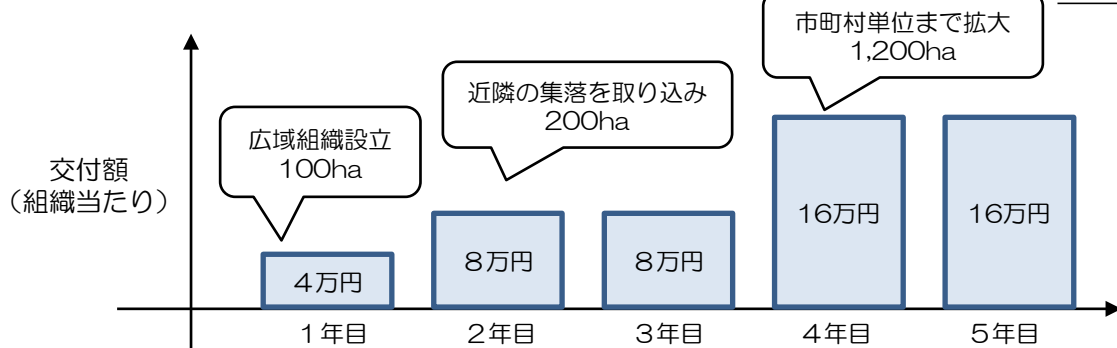 市町村単位まで拡大
1,200ha
近隣の集落を取り込み
200ha
広域組織設立
100ha
交付額
（組織当たり）
４万円
８万円
８万円
16万円
16万円
１年目
２年目
３年目
４年目
５年目